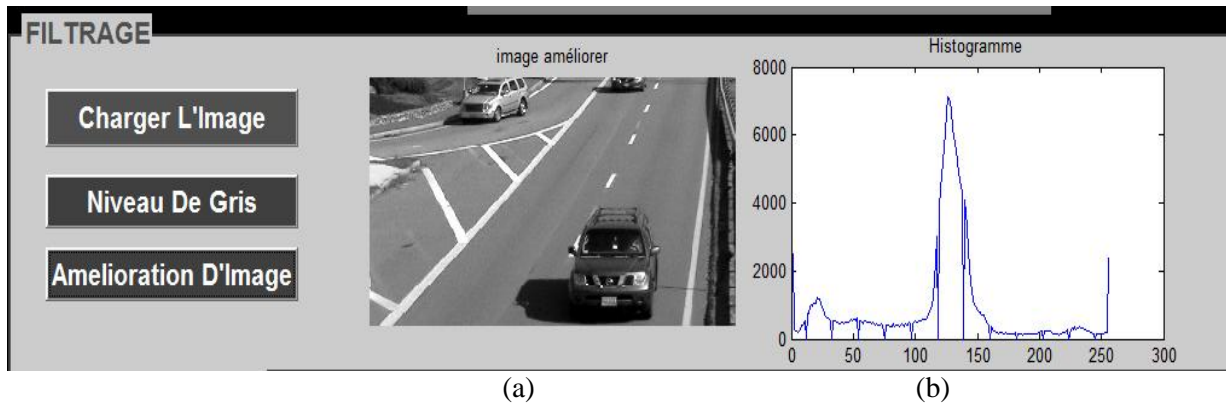 FILTRAGE
Charger L'Image
Niveau De Gris
Amelioration D'Image
image améliorer
Histogramme
8000
6000
4000
2000
0
0 50 100 150 200 250 300
(a) (b)